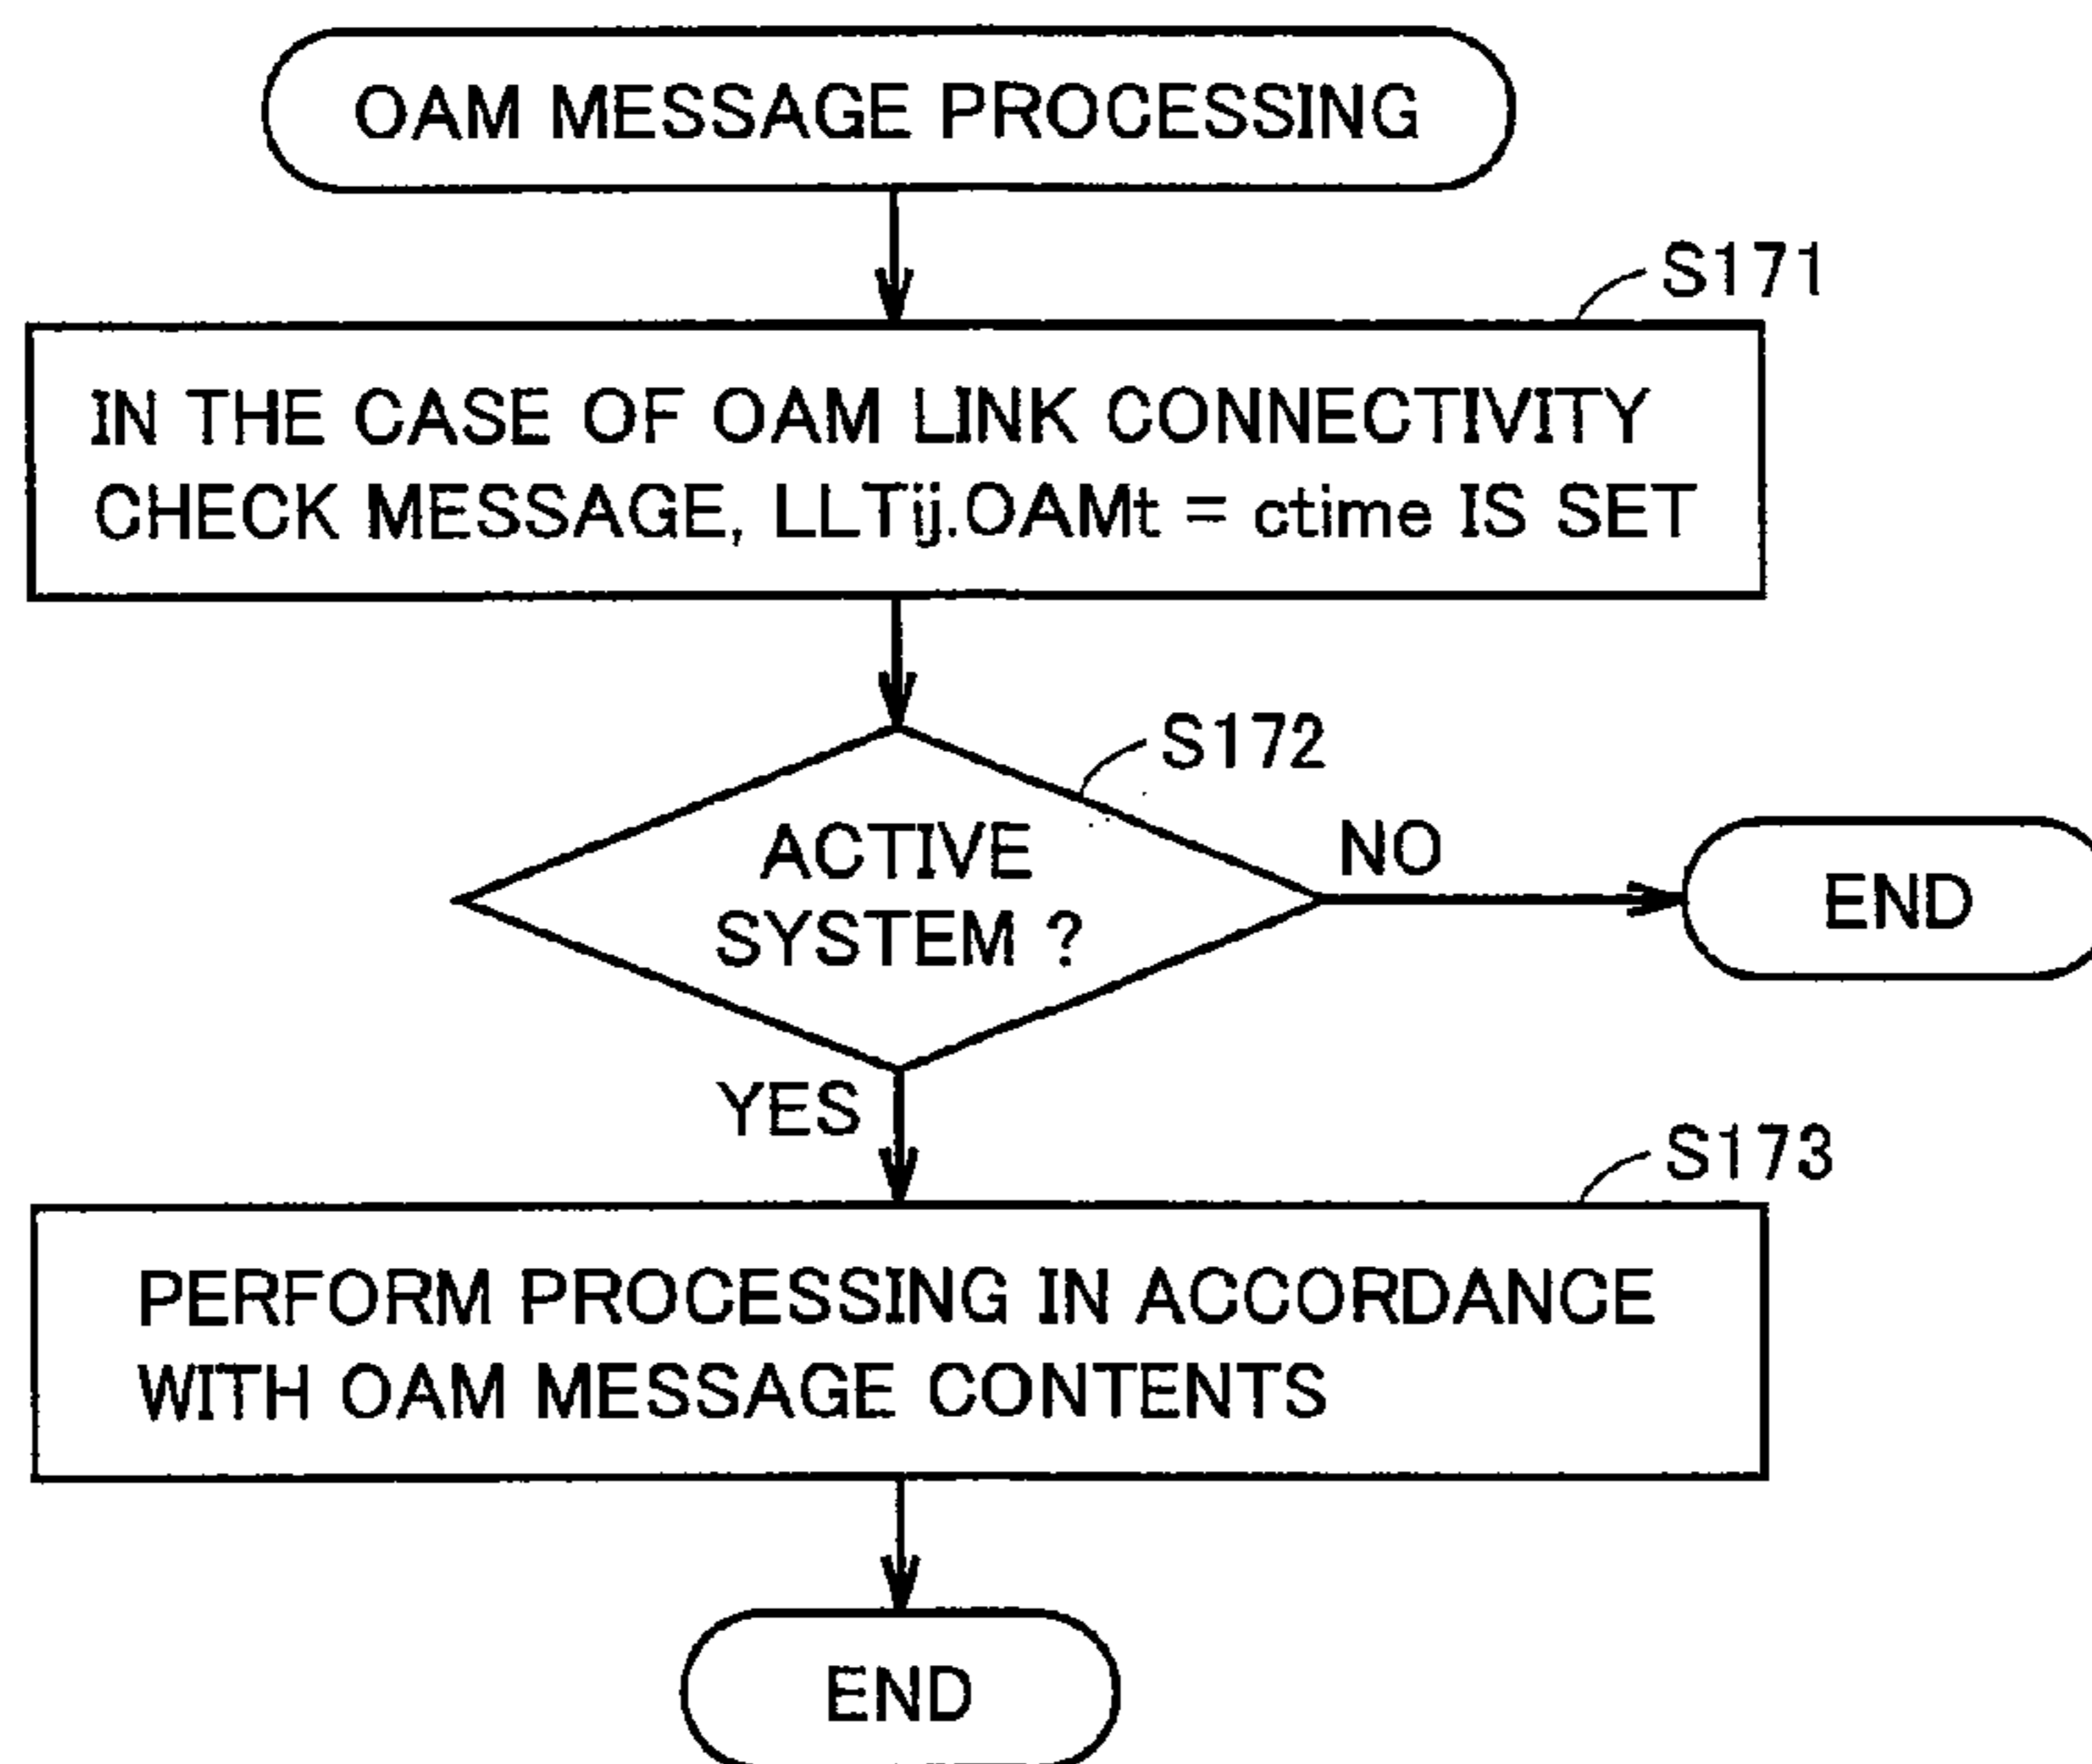 OAM MESSAGE PROCESSING
S171
IN THE CASE OF OAM LINK CONNECTIVITY
CHECK MESSAGE, LLTij.OAMt = ctime IS SET
S172
ACTIVE
SYSTEM ?
NO
END
YES
S173
PERFORM PROCESSING IN ACCORDANCE
WITH OAM MESSAGE CONTENTS
END